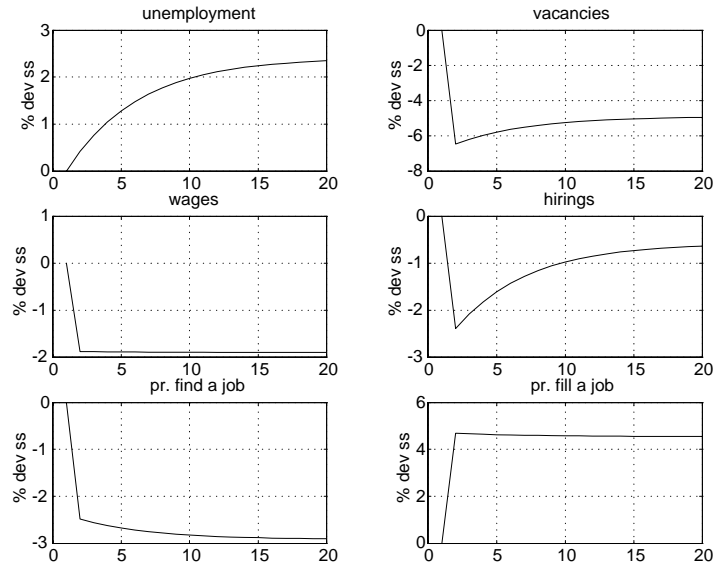 unemployment
3
2
1
0
% dev ss
0 5 10 15 20
vacancies
0
-2
-4
-6
-8
% dev ss
0 5 10 15 20
wages
1
0
-1
-2
% dev ss
0 5 10 15 20
hirings
0
-1
-2
-3
% dev ss
0 5 10 15 20
pr. find a job
0
-1
-2
-3
% dev ss
0 5 10 15 20
pr. fill a job
6
4
2
0
% dev ss
0 5 10 15 20